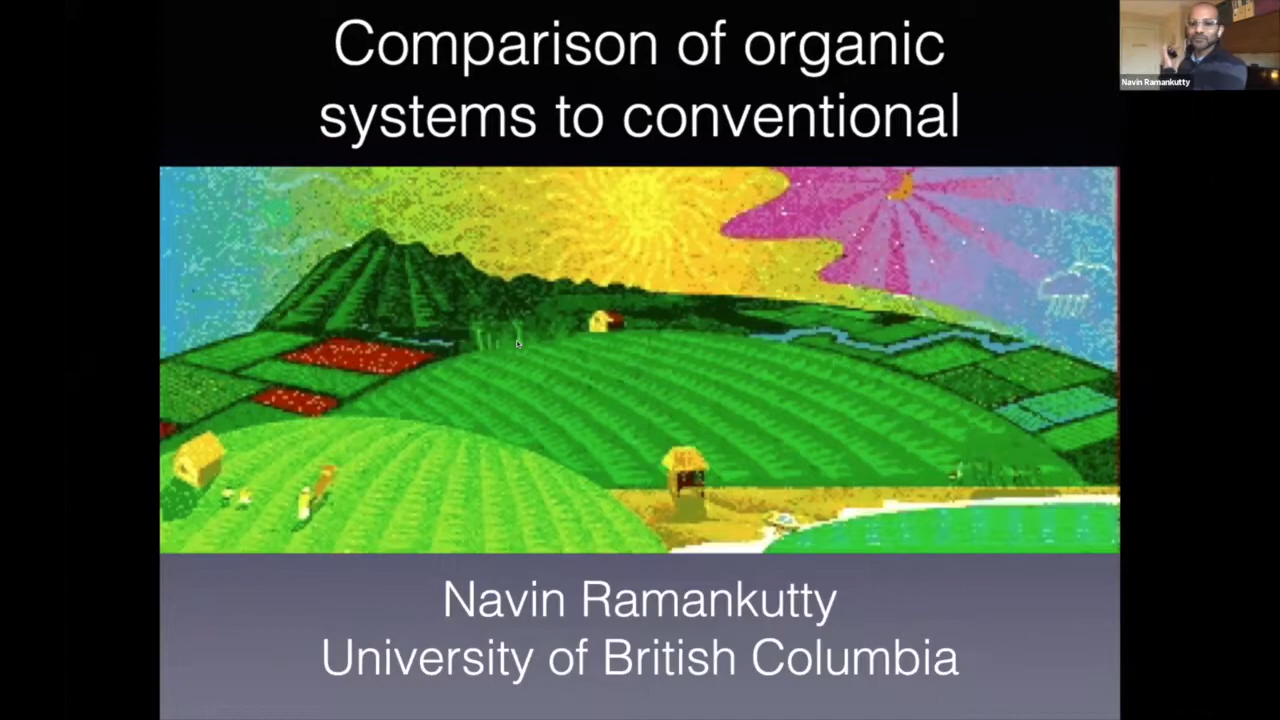 Comparison of organic
systems to conventional
Navin Ramankutty
Navin Ramankutty
University of British Columbia